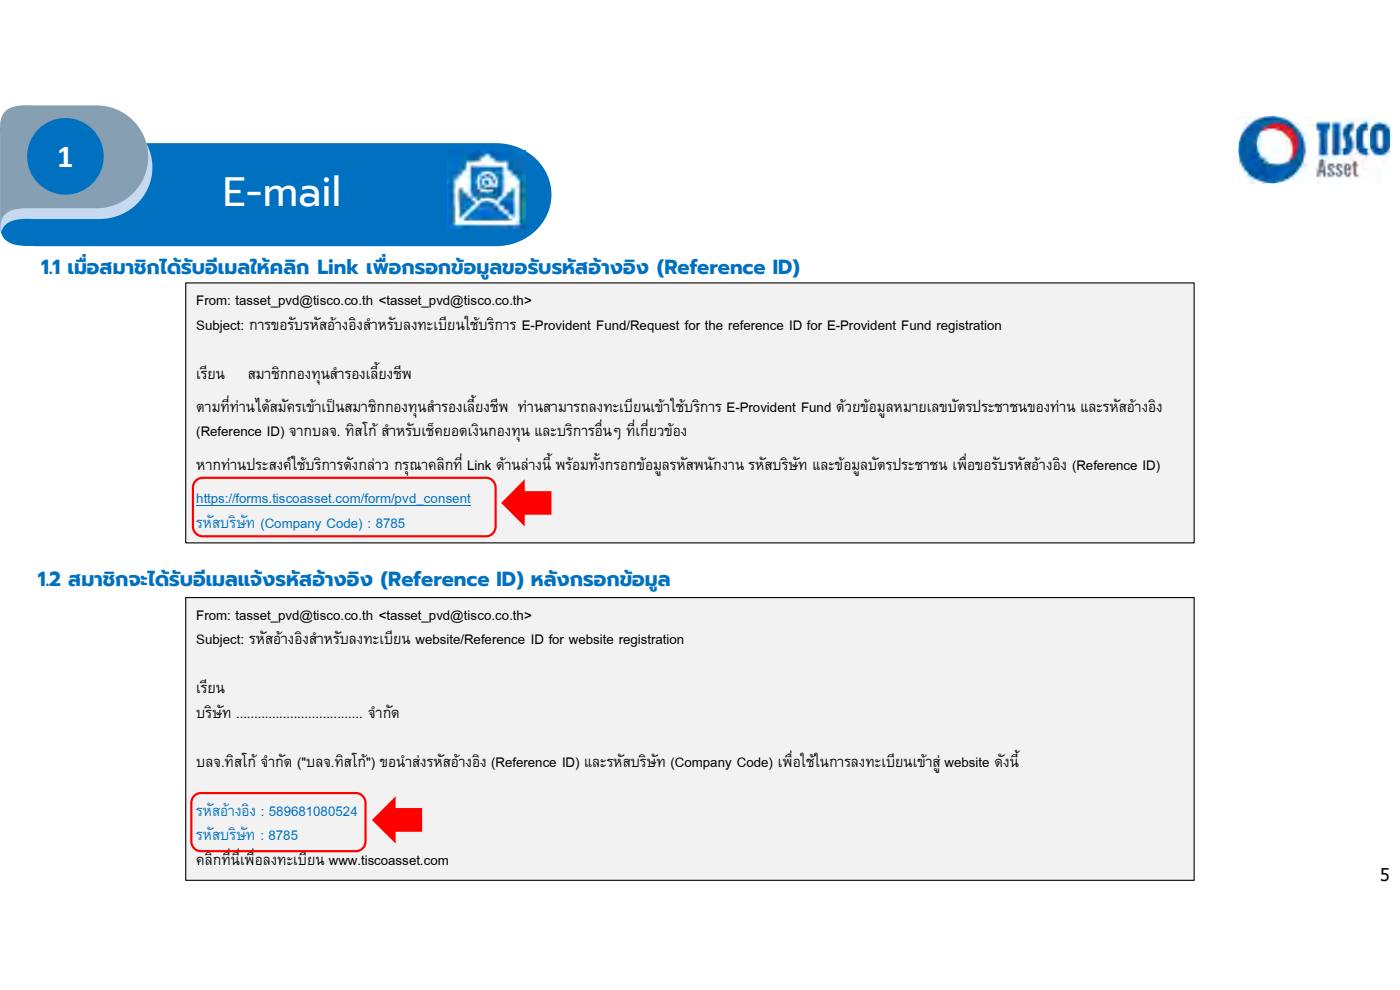 1
E-mail
TISCO
Asset
1.1 เมื่อสมาชิกได้รับอีเมลให้คลิก Link เพื่อกรอกข้อมูลขอรับรหัสอ้างอิง (Reference ID)
From: tasset_pvd@tisco.co.th <tasset_pvd@tisco.co.th>
Subject: การขอรับรหัสอ้างอิงสำหรับลงทะเบียนใช้บริการ E-Provident Fund/Request for the reference ID for E-Provident Fund registration
เรียน สมาชิกกองทุนสำรองเลี้ยงชีพ
ตามที่ท่านได้สมัครเข้าเป็นสมาชิกกองทุนสำรองเลี้ยงชีพ ท่านสามารถลงทะเบียนเข้าใช้บริการ E-Provident Fund ด้วยข้อมูลหมายเลขบัตรประชาชนของท่าน และรหัสอ้างอิง
(Reference ID) จากบลจ. ทิสโก้ สำหรับเช็คยอดเงินกองทุน และบริการอื่นๆ ที่เกี่ยวข้อง
หากท่านประสงค์ใช้บริการดังกล่าว กรุณาคลิกที่ Link ด้านล่างนี้ พร้อมทั้งกรอกข้อมูลรหัสพนักงาน รหัสบริษัท และข้อมูลบัตรประชาชน เพื่อขอรับรหัสอ้างอิง (Reference ID)
https://forms.tiscoasset.com/form/pvd_consent
รหัสบริษัท (Company Code) : 8785
1.2 สมาชิกจะได้รับอีเมลแจ้งรหัสอ้างอิง (Reference ID) หลังกรอกข้อมูล
From: tasset_pvd@tisco.co.th <tasset_pvd@tisco.co.th>
Subject: รหัสอ้างอิงสำหรับลงทะเบียน website/Reference ID for website registration
เรียน
บริษัท ................................... จำกัด
บลจ.ทิสโก้ จำกัด ("บลจ.ทิสโก้") ขอนำส่งรหัสอ้างอิง (Reference ID) และรหัสบริษัท (Company Code) เพื่อใช้ในการลงทะเบียนเข้าสู่ website ดังนี้
รหัสอ้างอิง : 589681080524
รหัสบริษัท : 8785
คลิกที่นี่เพื่อลงทะเบียน www.tiscoasset.com
5